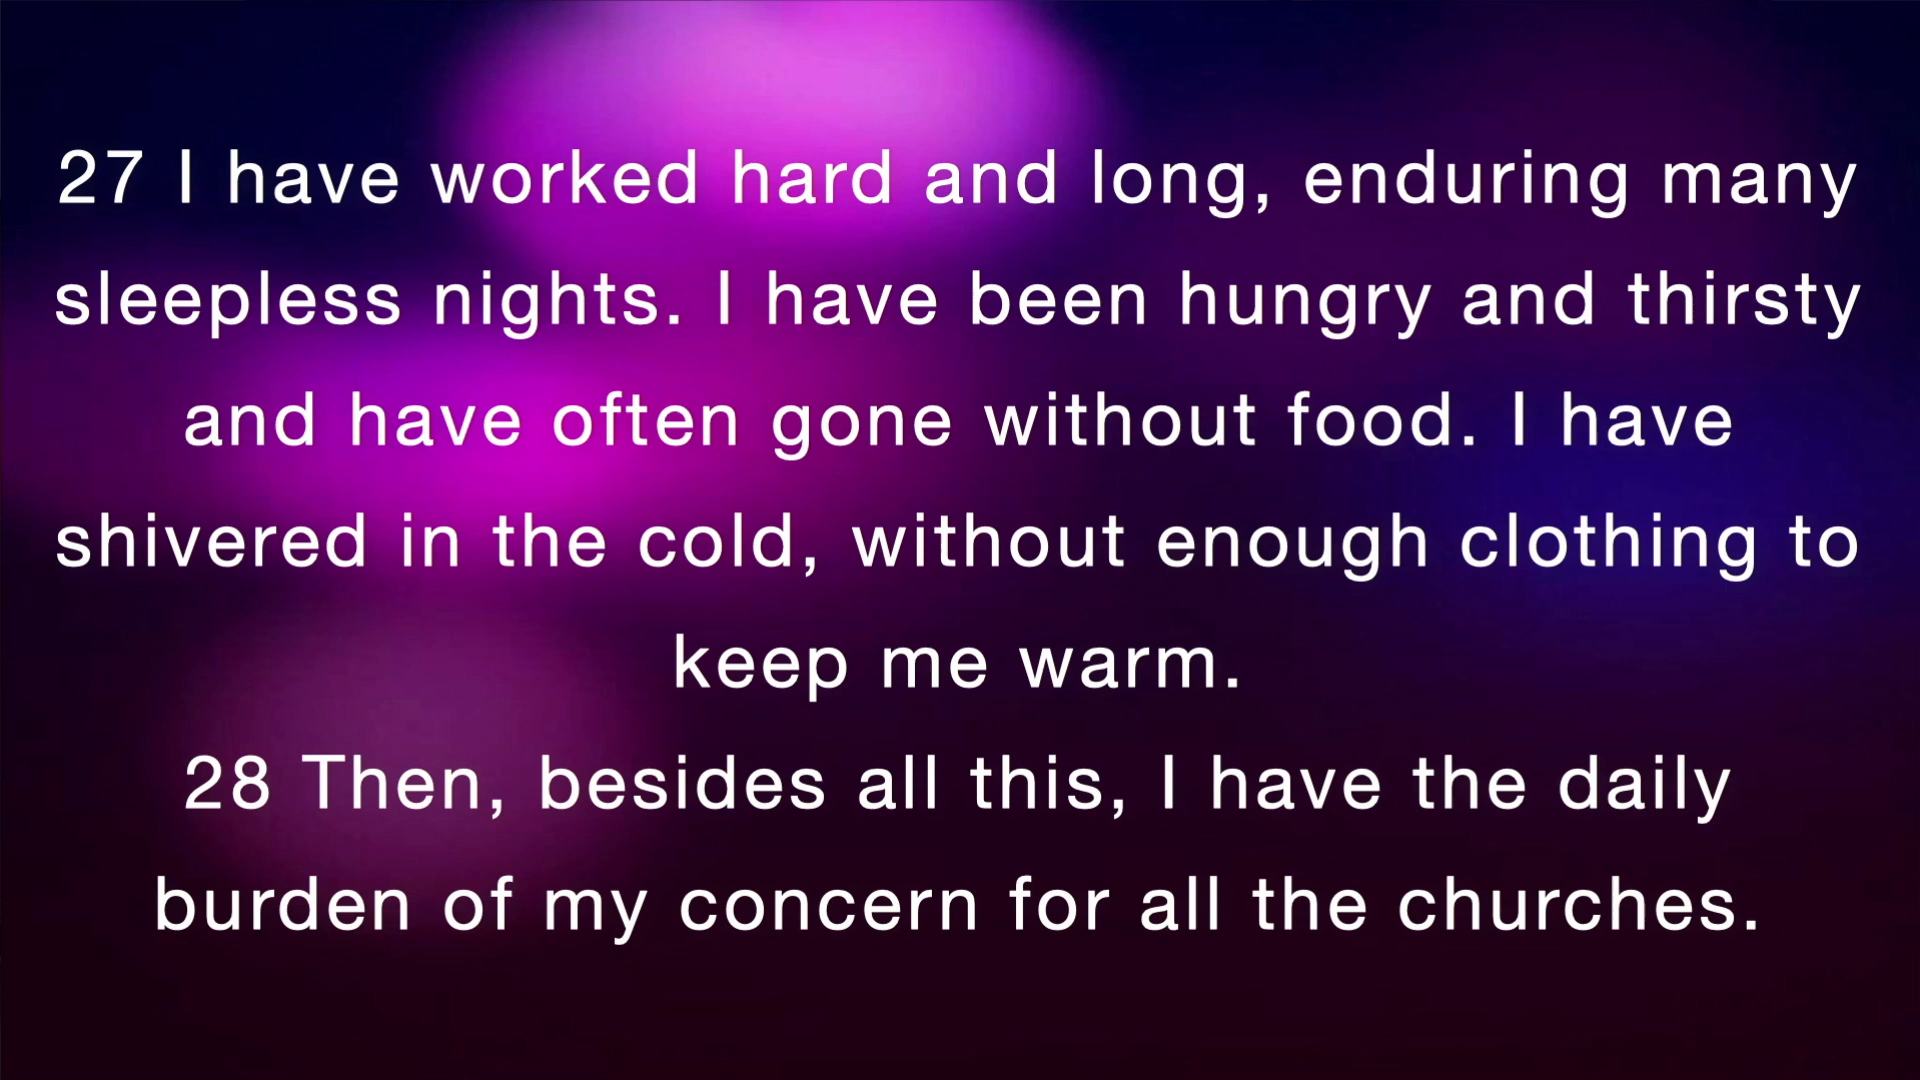 27 I have worked hard and long, enduring many
sleepless nights. I have been hungry and thirsty
and have often gone without food. I have
shivered in the cold, without enough clothing to
keep me warm.
28 Then, besides all this, I have the daily
burden of my concern for all the churches.